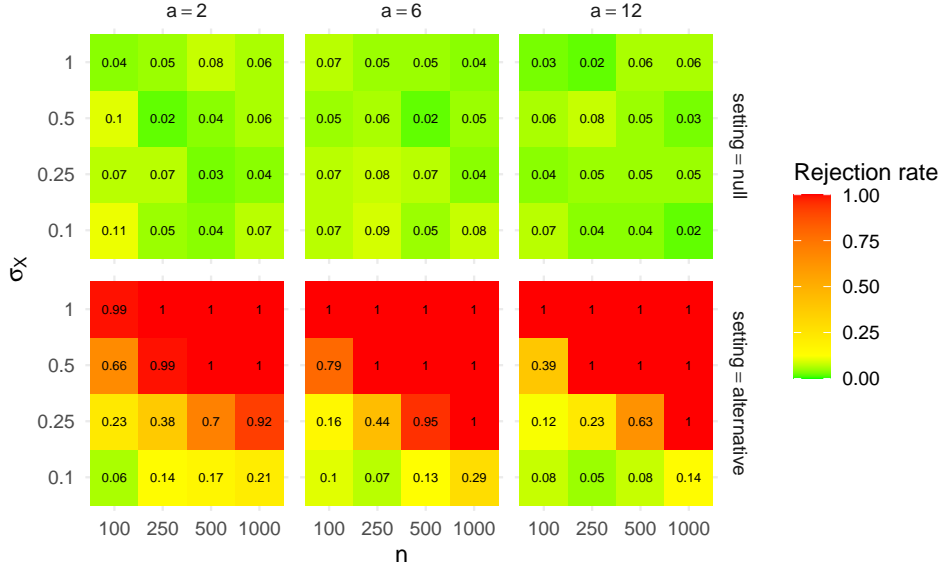 a = 2 a = 6 a = 12
1 0.04 0.05 0.08 0.06 0.07 0.05 0.05 0.04 0.03 0.02 0.06 0.06
0.5 0.1 0.02 0.04 0.06 0.05 0.06 0.02 0.05 0.06 0.08 0.05 0.03
0.25 0.07 0.07 0.03 0.04 0.07 0.08 0.07 0.04 0.04 0.05 0.05 0.05
0.1 0.11 0.05 0.04 0.07 0.07 0.09 0.05 0.08 0.07 0.04 0.04 0.02
setting = null
σX
1 0.99 1 1 1 1 1 1 1 1 1 1 1
0.5 0.66 0.99 1 1 0.79 1 1 1 0.39 1 1 1
0.25 0.23 0.38 0.7 0.92 0.16 0.44 0.95 1 0.12 0.23 0.63 1
0.1 0.06 0.14 0.17 0.21 0.1 0.07 0.13 0.29 0.08 0.05 0.08 0.14
setting = alternative
100 250 500 1000 100 250 500 1000 100 250 500 1000
n
Rejection rate
1.00
0.75
0.50
0.25
0.00